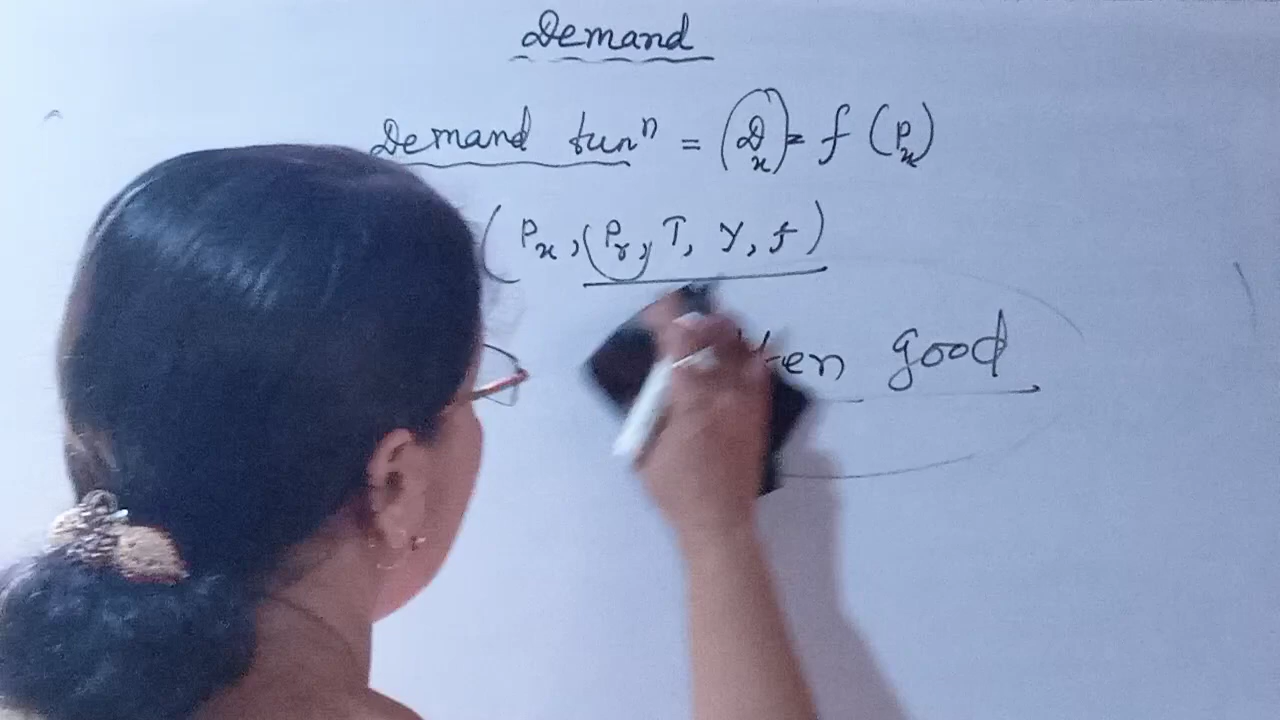 Demand
Demand funⁿ = (Dx) = f (Px)
(Px, (Pr, T, Y, f)
good